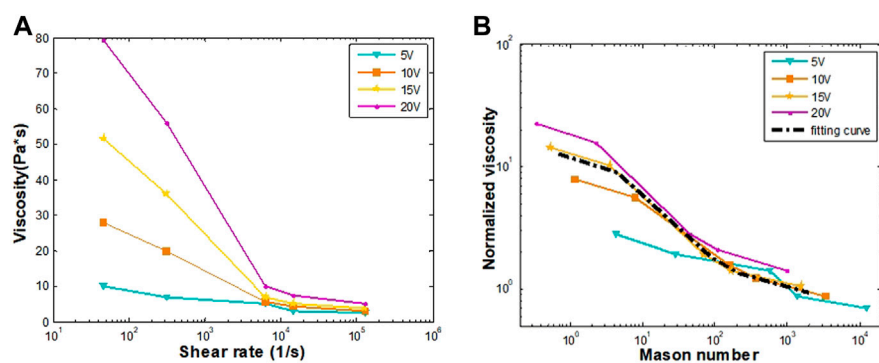 A
Viscosity(Pa*s)
80
70
60
50
40
30
20
10
0
10^1
10^2
10^3
10^4
10^5
10^6
Shear rate (1/s)
5V
10V
15V
20V
B
Normalized viscosity
10^2
10^1
10^0
10^0
10^1
10^2
10^3
10^4
Mason number
5V
10V
15V
20V
fitting curve